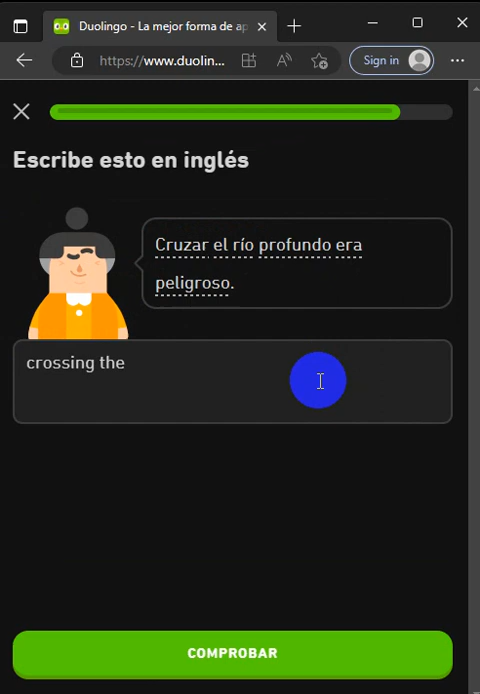 Duolingo - La mejor forma de ap
https://www.duolin...
Sign in
Escribe esto en inglés
Cruzar el río profundo era
peligroso.
crossing the
COMPROBAR